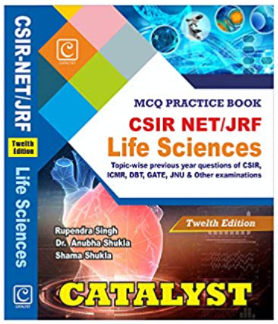 CSIR-NET/JRF
Twelfth
Edition
Life Sciences
CATALYST
MCQ PRACTICE BOOK
CSIR NET/JRF
Life Sciences
Topic-wise previous year questions of CSIR,
ICMR, DBT, GATE, JNU & Other examinations
Twelfth Edition
Rupendra Singh
Dr. Anubha Shukla
Shama Shukla
CATALYST